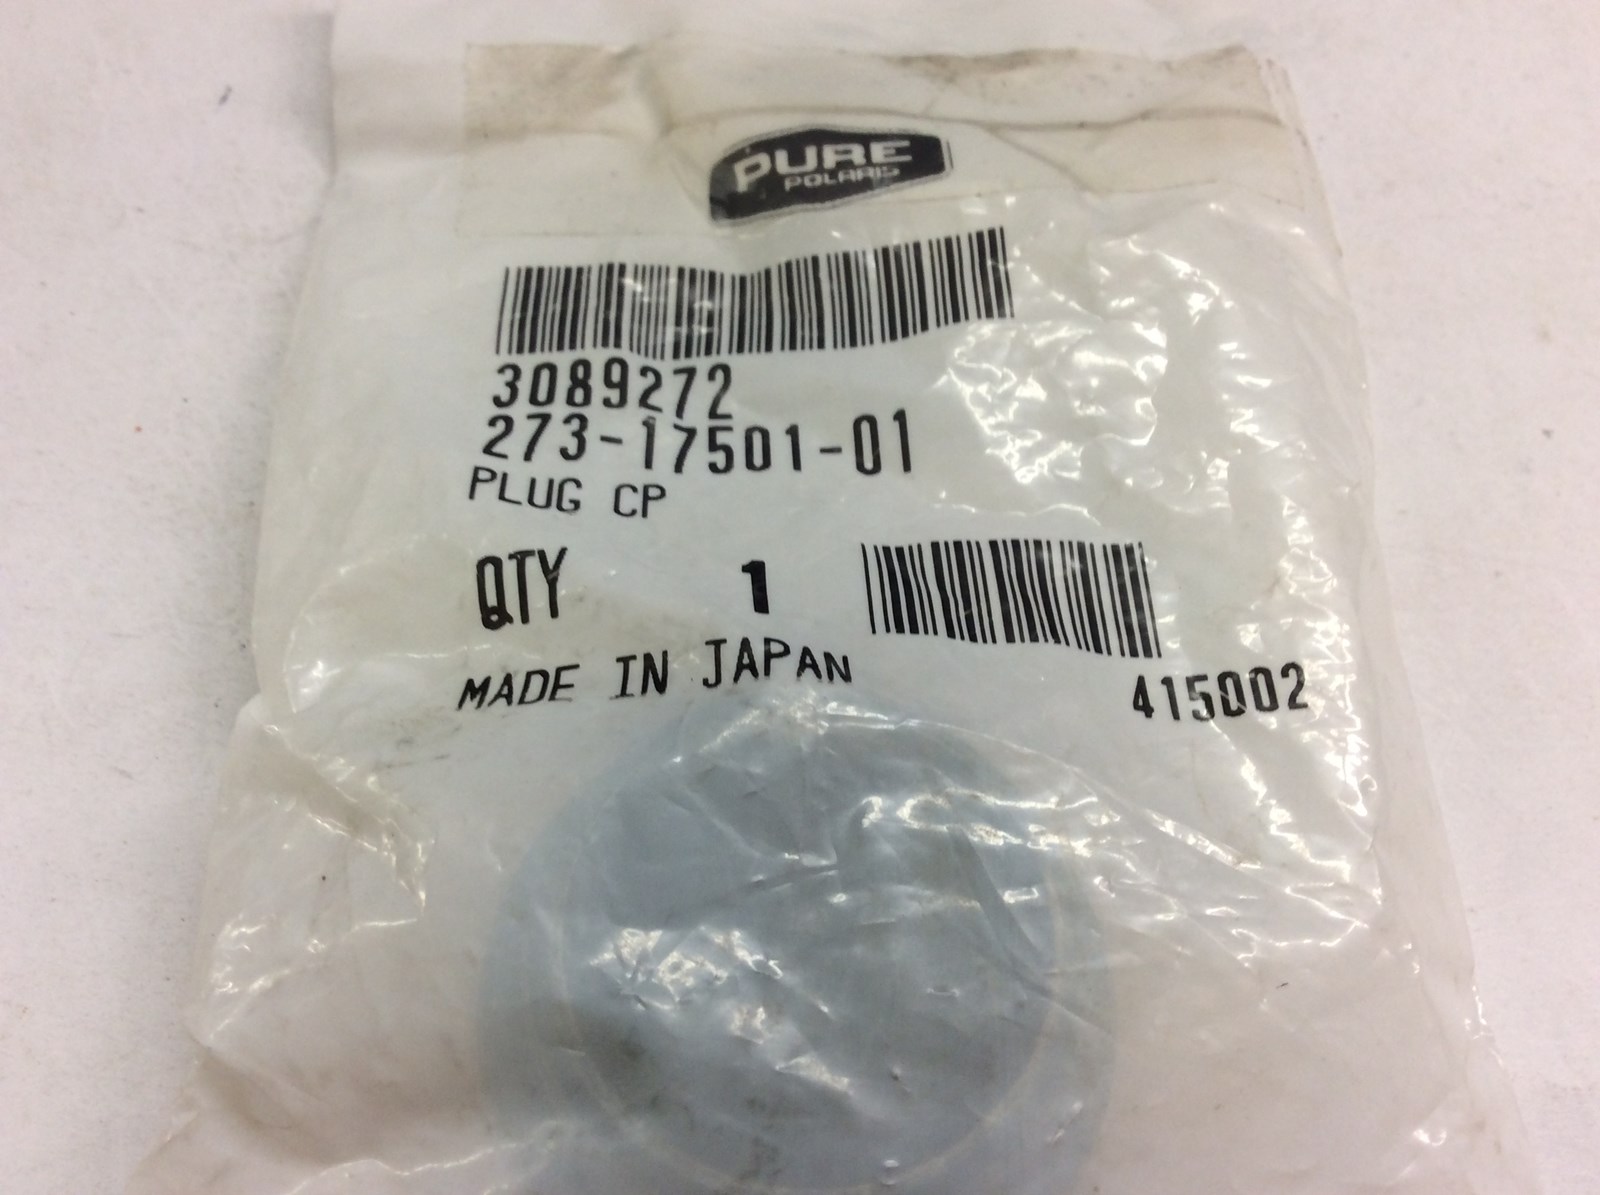 PURE
POLARIS
3089272
273-17501-01
PLUG CP
QTY 1
MADE IN JAPAN
415002